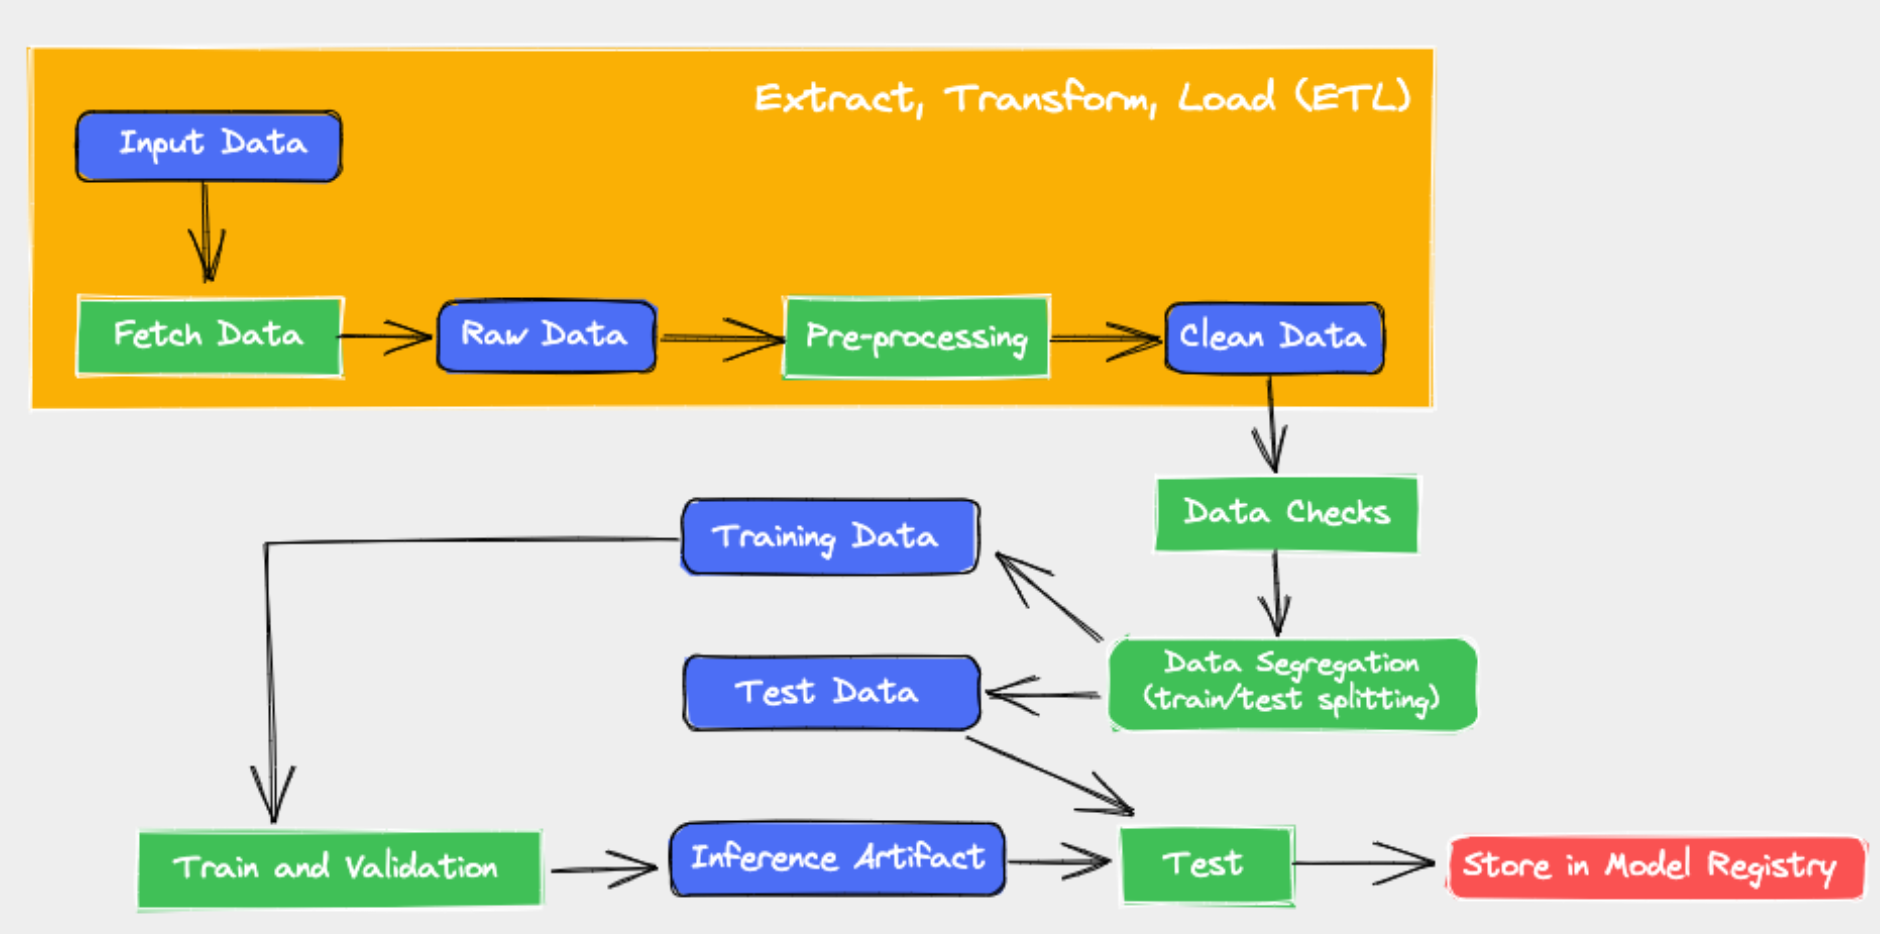 Extract, Transform, Load (ETL)
Input Data
Fetch Data
Raw Data
Pre-processing
Clean Data
Data Checks
Training Data
Data Segregation
(train/test splitting)
Test Data
Train and Validation
Inference Artifact
Test
Store in Model Registry